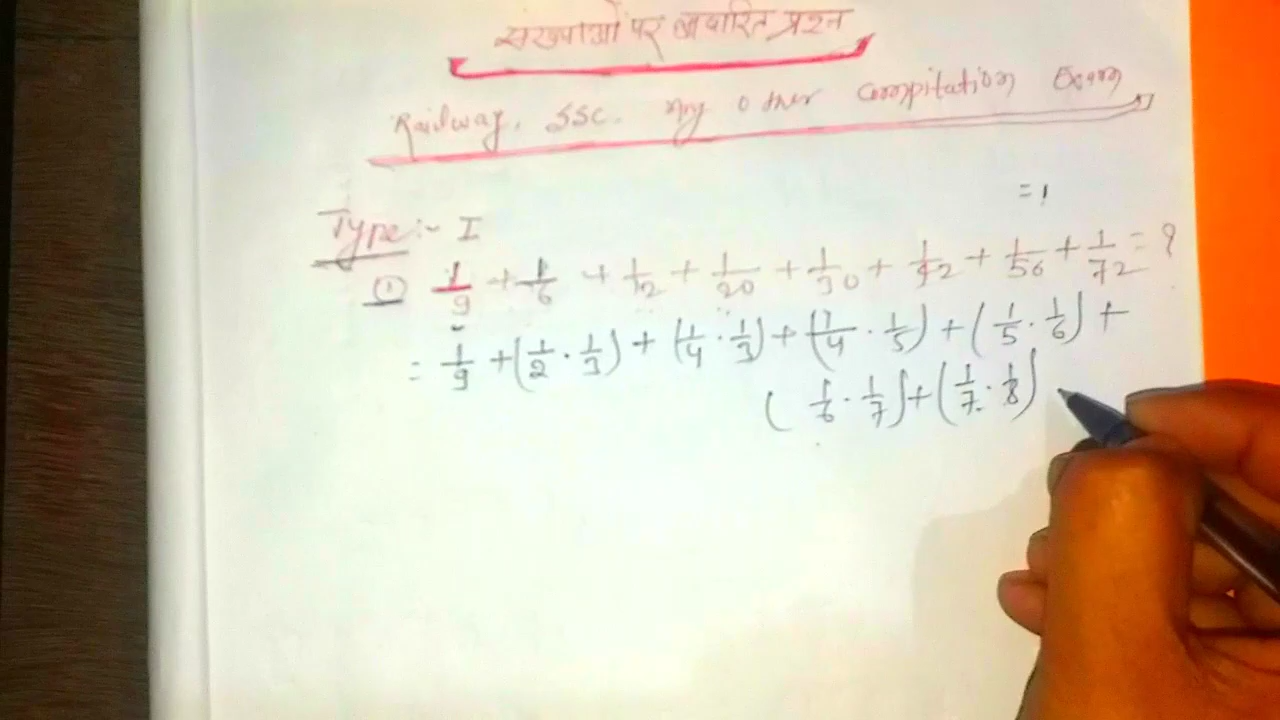 संख्याओं पर आधारित प्रश्न
Railway, SSC. Any other Compitation Exam
= 1
Type:- I
① 1/9 + 1/6 + 1/12 + 1/20 + 1/30 + 1/42 + 1/56 + 1/72 = ?
= 1/9 + (1/2 · 1/3) + (1/4 · 1/3) + (1/4 · 1/5) + (1/5 · 1/6) +
(1/6 · 1/7) + (1/7 · 1/8)